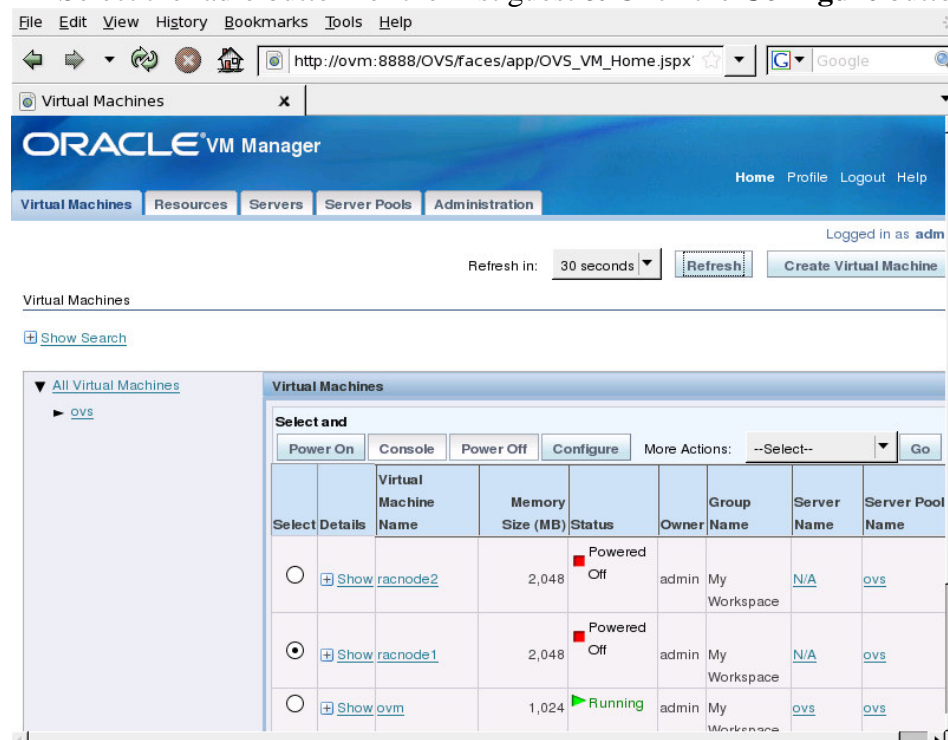 File Edit View History Bookmarks Tools Help
http://ovm:8888/OVS/faces/app/OVS_VM_Home.jspx
G Google
Virtual Machines x
ORACLE VM Manager
Home Profile Logout Help
Virtual Machines Resources Servers Server Pools Administration
Logged in as adm
Refresh in: 30 seconds Refresh Create Virtual Machine
Virtual Machines
Show Search
All Virtual Machines
ovs
Virtual Machines
Select and
Power On Console Power Off Configure More Actions: --Select-- Go
Select Details Virtual Machine Name Memory Size (MB) Status Owner Group Name Server Name Server Pool Name
Show racnode2 2,048 Powered Off admin My Workspace N/A ovs
Show racnode1 2,048 Powered Off admin My Workspace N/A ovs
Show ovm 1,024 Running admin My Workspace ovs ovs